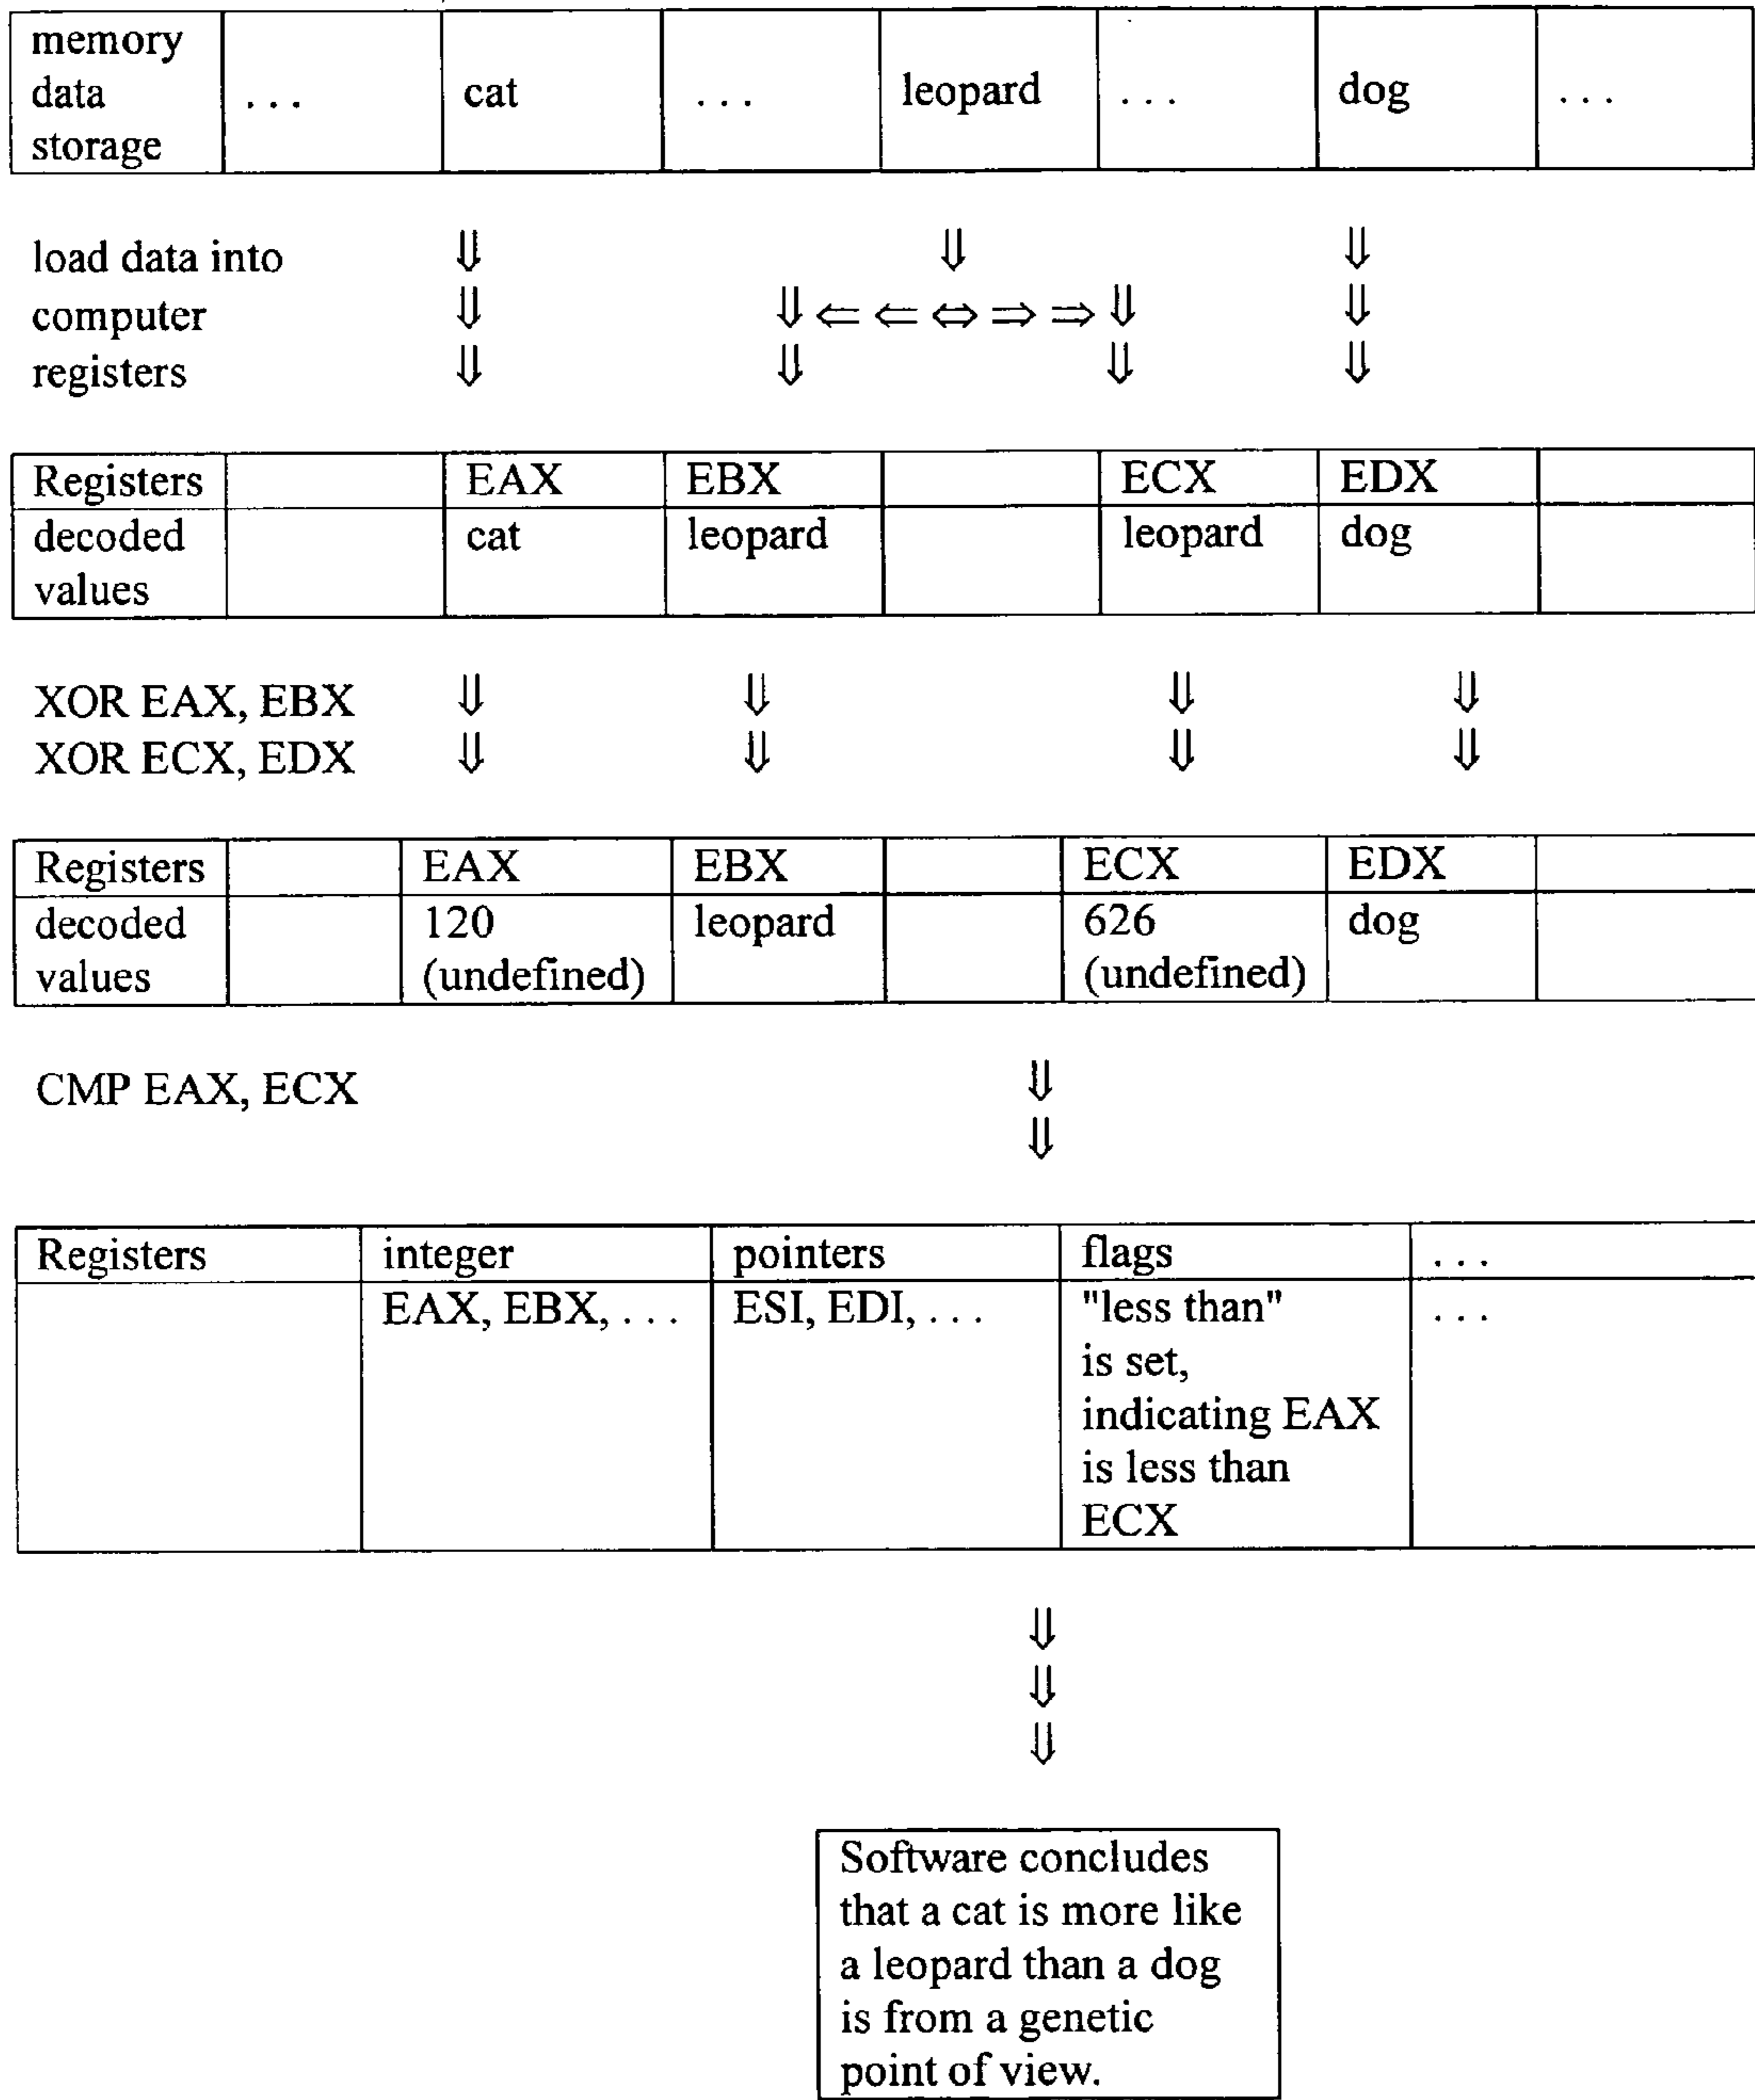 memory
data
storage
. . . cat . . . leopard . . . dog . . .
load data into ⇓ ⇓ ⇓
computer ⇓ ⇓ ⇐ ⇐ ⇔ ⇒ ⇒ ⇓ ⇓
registers ⇓ ⇓ ⇓ ⇓
Registers EAX EBX ECX EDX
decoded cat leopard leopard dog
values
XOR EAX, EBX ⇓ ⇓ ⇓ ⇓
XOR ECX, EDX ⇓ ⇓ ⇓ ⇓
Registers EAX EBX ECX EDX
decoded 120 leopard 626 dog
values (undefined) (undefined)
CMP EAX, ECX ⇓
⇓
Registers integer pointers flags . . .
EAX, EBX, . . . ESI, EDI, . . . "less than" . . .
is set,
indicating EAX
is less than
ECX
⇓
⇓
⇓
Software concludes
that a cat is more like
a leopard than a dog
is from a genetic
point of view.